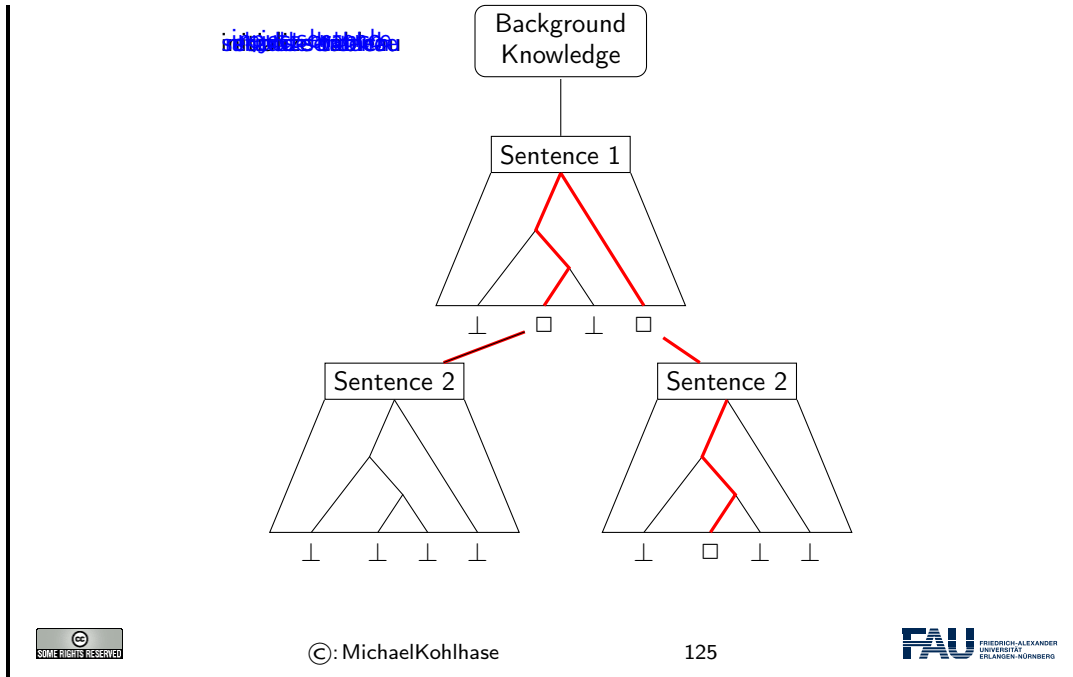 Background
Knowledge
Sentence 1
⊥ □ ⊥ □
Sentence 2
Sentence 2
⊥ ⊥ ⊥ ⊥
⊥ □ ⊥ ⊥
cc
SOME RIGHTS RESERVED
©: MichaelKohlhase
125
FAU
FRIEDRICH-ALEXANDER
UNIVERSITÄT
ERLANGEN-NÜRNBERG